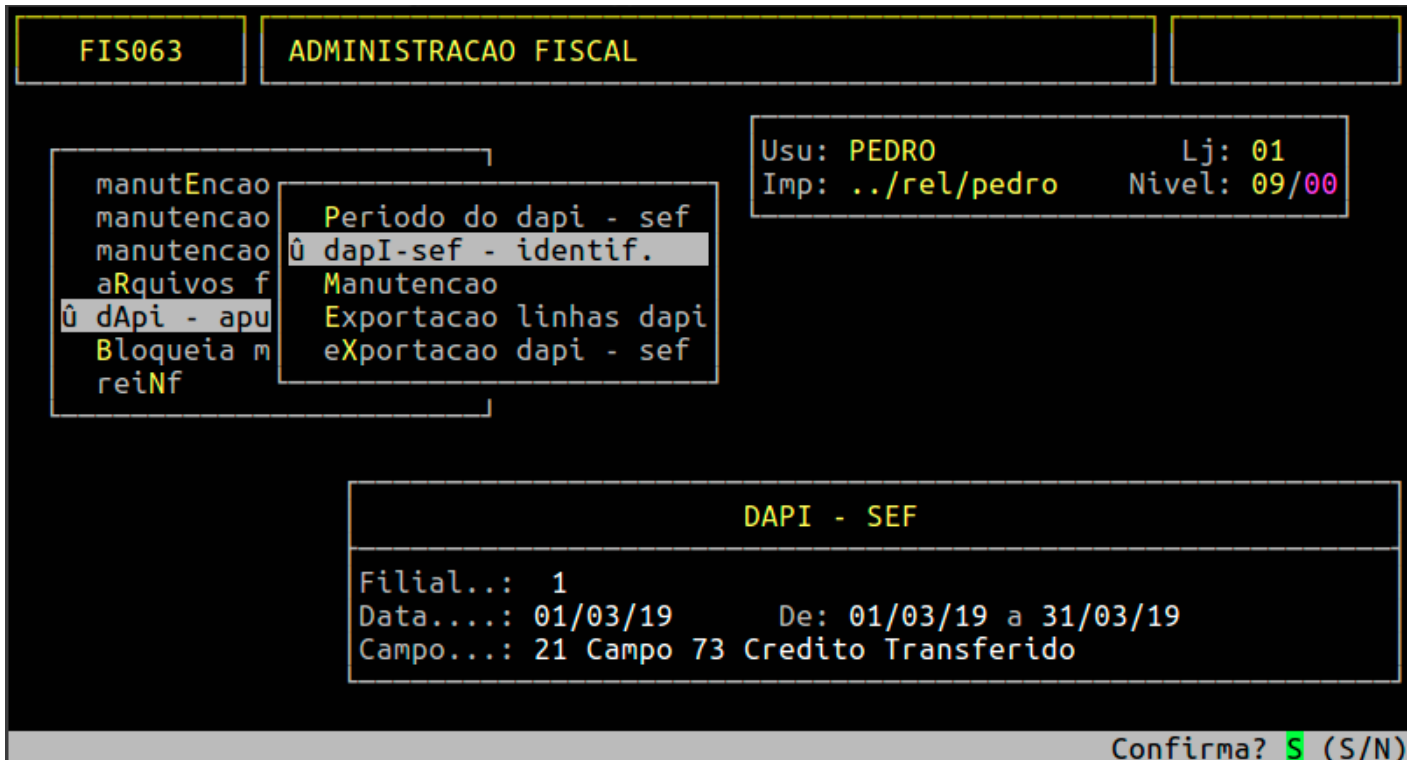 FIS063
ADMINISTRACAO FISCAL
Usu: PEDRO Lj: 01
Imp: ../rel/pedro Nivel: 09/00
manutEncao
manutencao
manutencao
aRquivos f
û dApi - apu
Bloqueia m
reiNf
Periodo do dapi - sef
û dapI-sef - identif.
Manutencao
Exportacao linhas dapi
eXportacao dapi - sef
DAPI - SEF
Filial..: 1
Data....: 01/03/19 De: 01/03/19 a 31/03/19
Campo...: 21 Campo 73 Credito Transferido
Confirma? S (S/N)